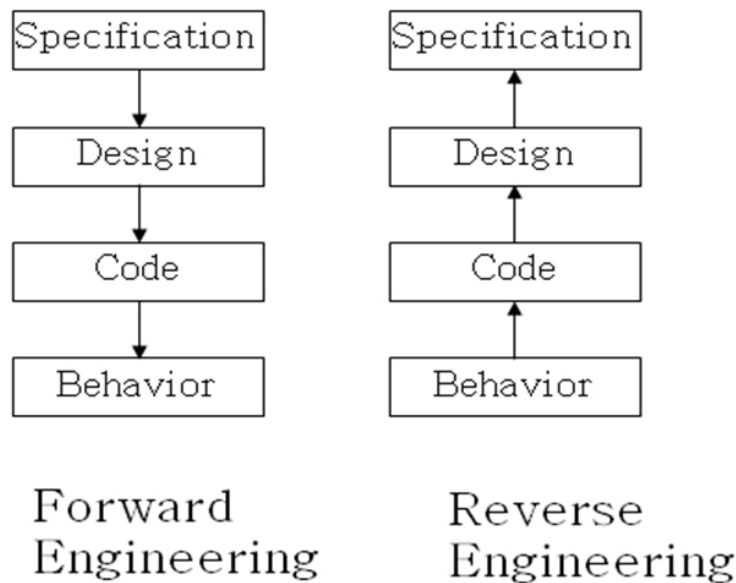 Specification
Design
Code
Behavior
Forward
Engineering
Specification
Design
Code
Behavior
Reverse
Engineering